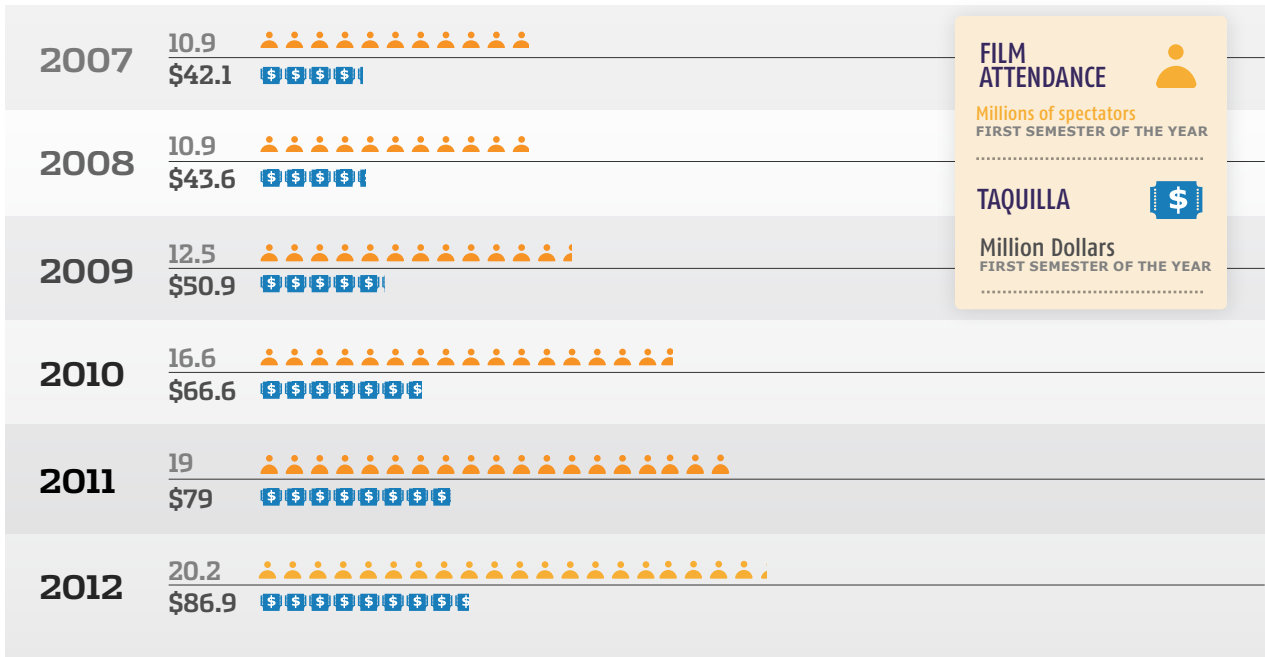 2007
10.9
$42.1
2008
10.9
$43.6
2009
12.5
$50.9
2010
16.6
$66.6
2011
19
$79
2012
20.2
$86.9
FILM
ATTENDANCE
Millions of spectators
FIRST SEMESTER OF THE YEAR
TAQUILLA
$
Million Dollars
FIRST SEMESTER OF THE YEAR